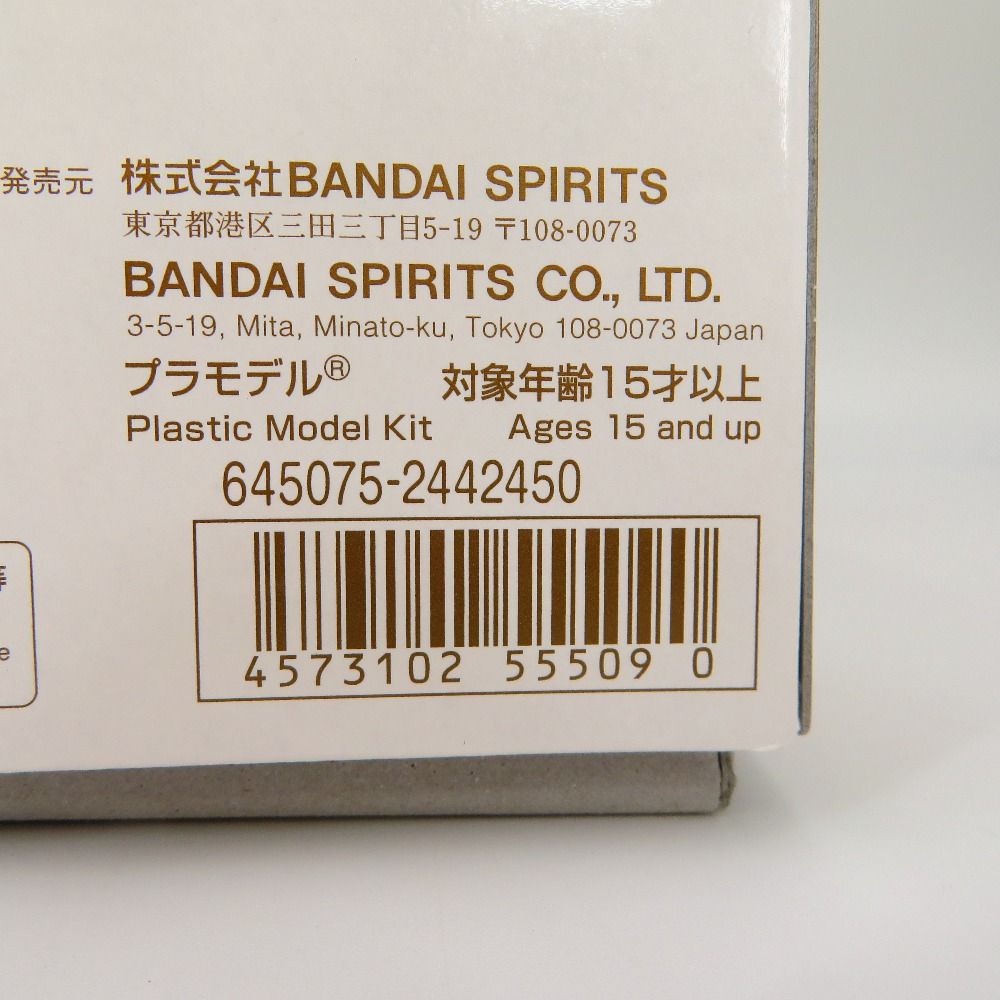 発売元 株式会社BANDAI SPIRITS
東京都港区三田三丁目5-19 〒108-0073
BANDAI SPIRITS CO., LTD.
3-5-19, Mita, Minato-ku, Tokyo 108-0073 Japan
プラモデル® 対象年齢15才以上
Plastic Model Kit Ages 15 and up
645075-2442450
4573102 55509 0